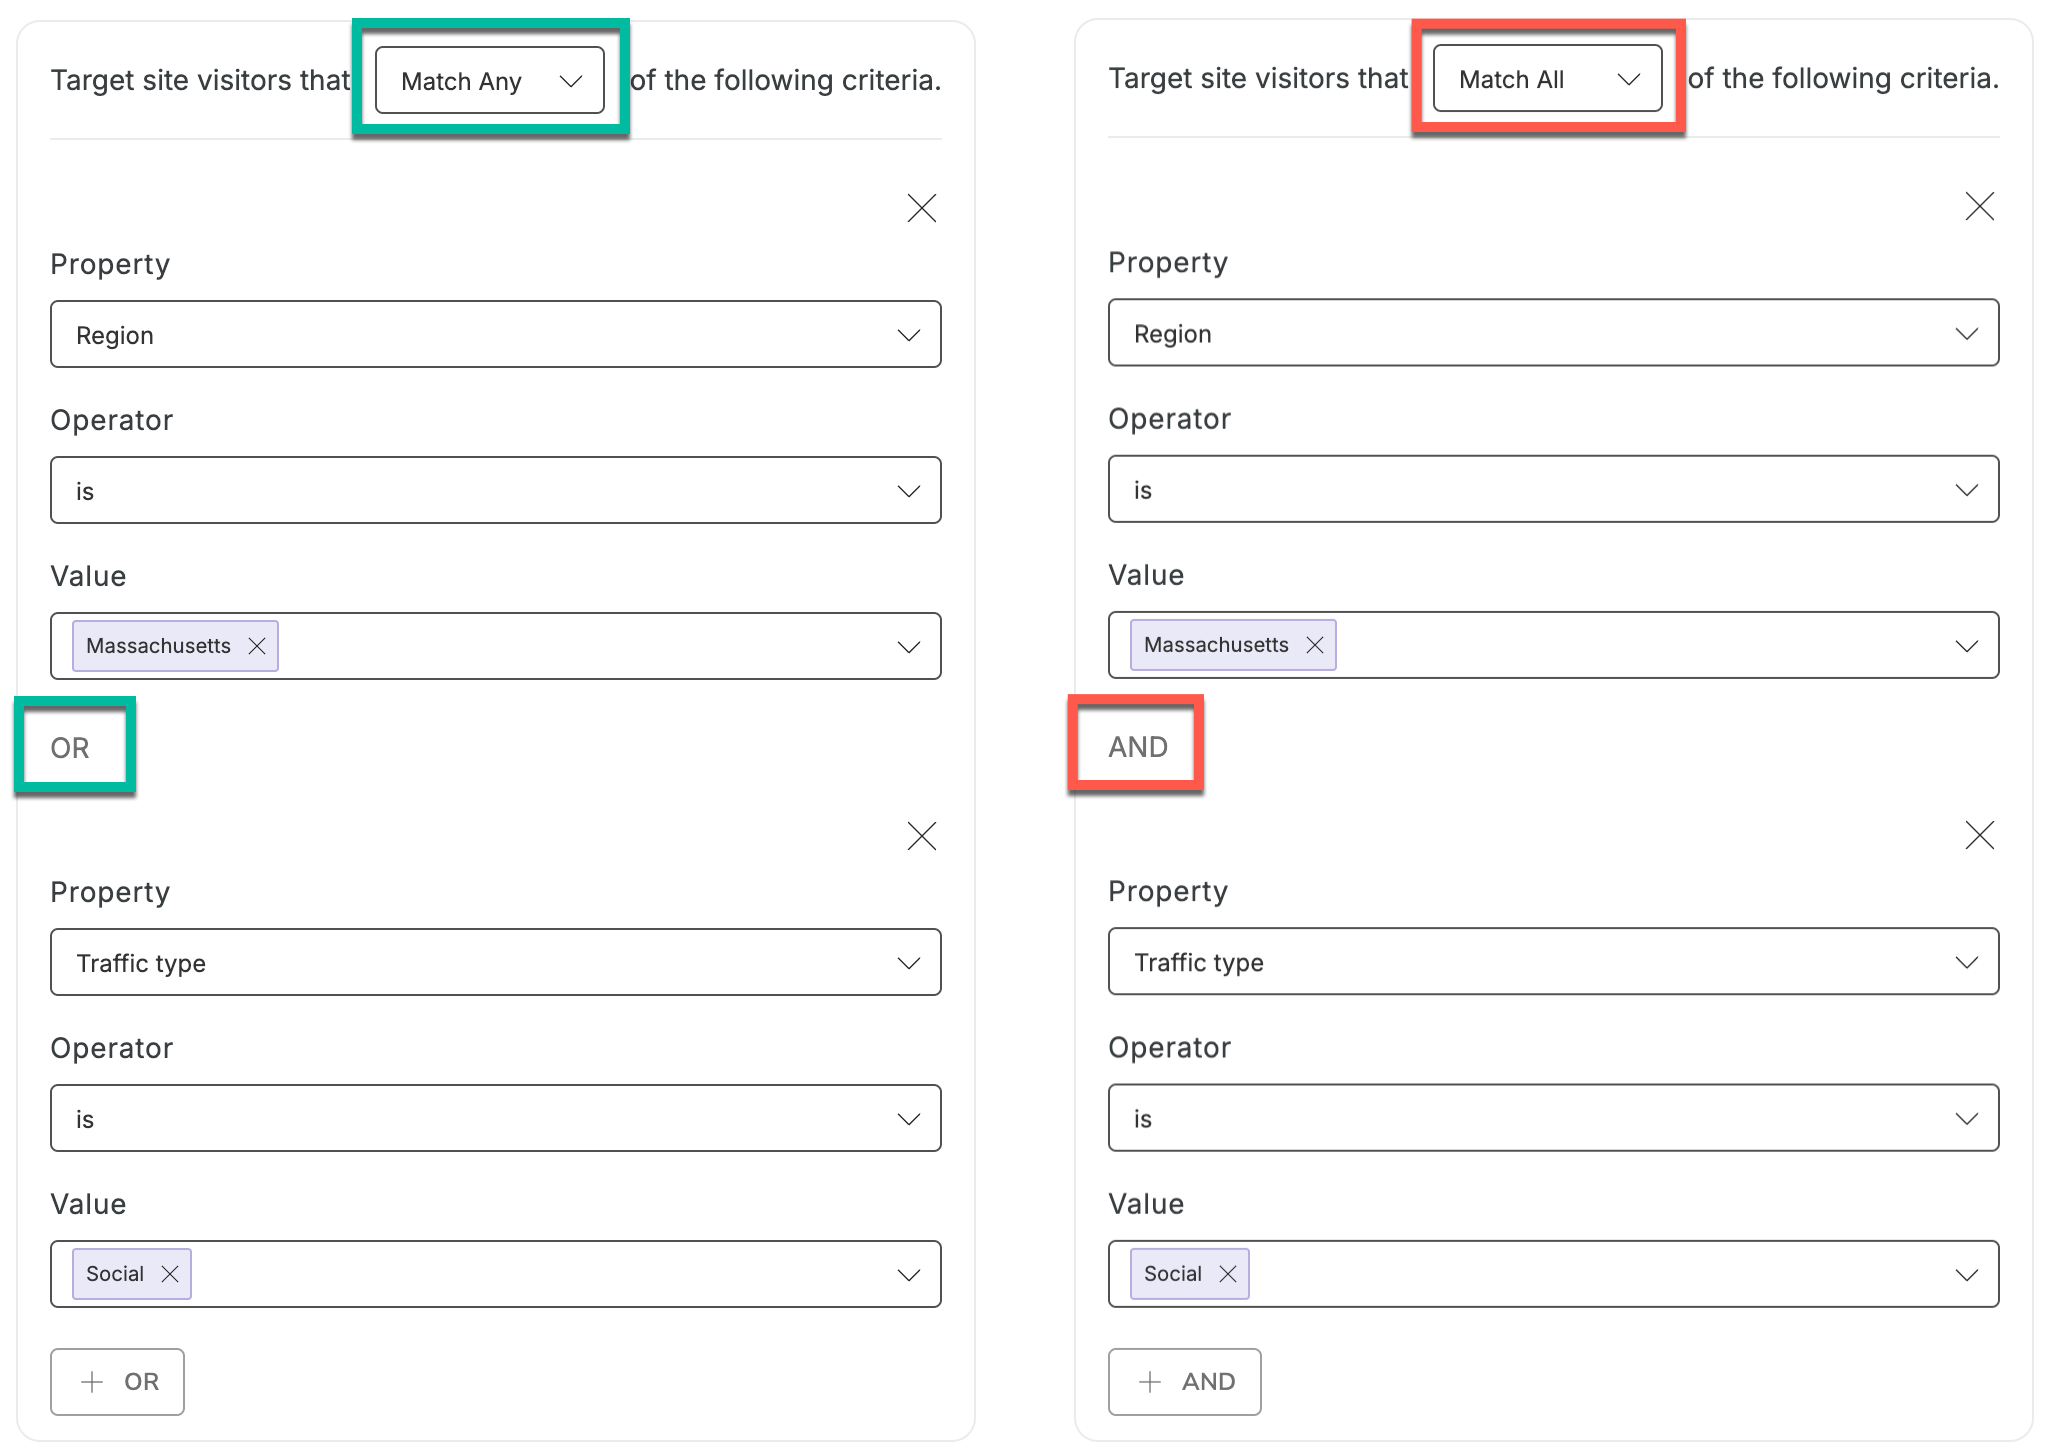 Target site visitors that Match Any of the following criteria.
Property
Region
Operator
is
Value
Massachusetts
OR
Property
Traffic type
Operator
is
Value
Social
OR
Target site visitors that Match All of the following criteria.
Property
Region
Operator
is
Value
Massachusetts
AND
Property
Traffic type
Operator
is
Value
Social
AND